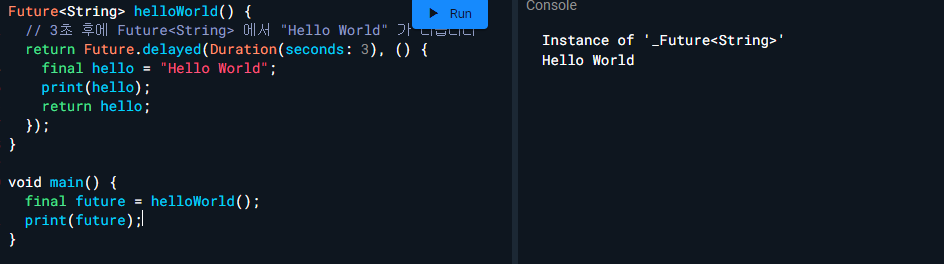 Future<String> helloWorld() {
// 3초 후에 Future<String> 에서 "Hello World" 가
return Future.delayed(Duration(seconds: 3), () {
final hello = "Hello World";
print(hello);
return hello;
});
}
void main() {
final future = helloWorld();
print(future);
}
Run
Console
Instance of '_Future<String>'
Hello World